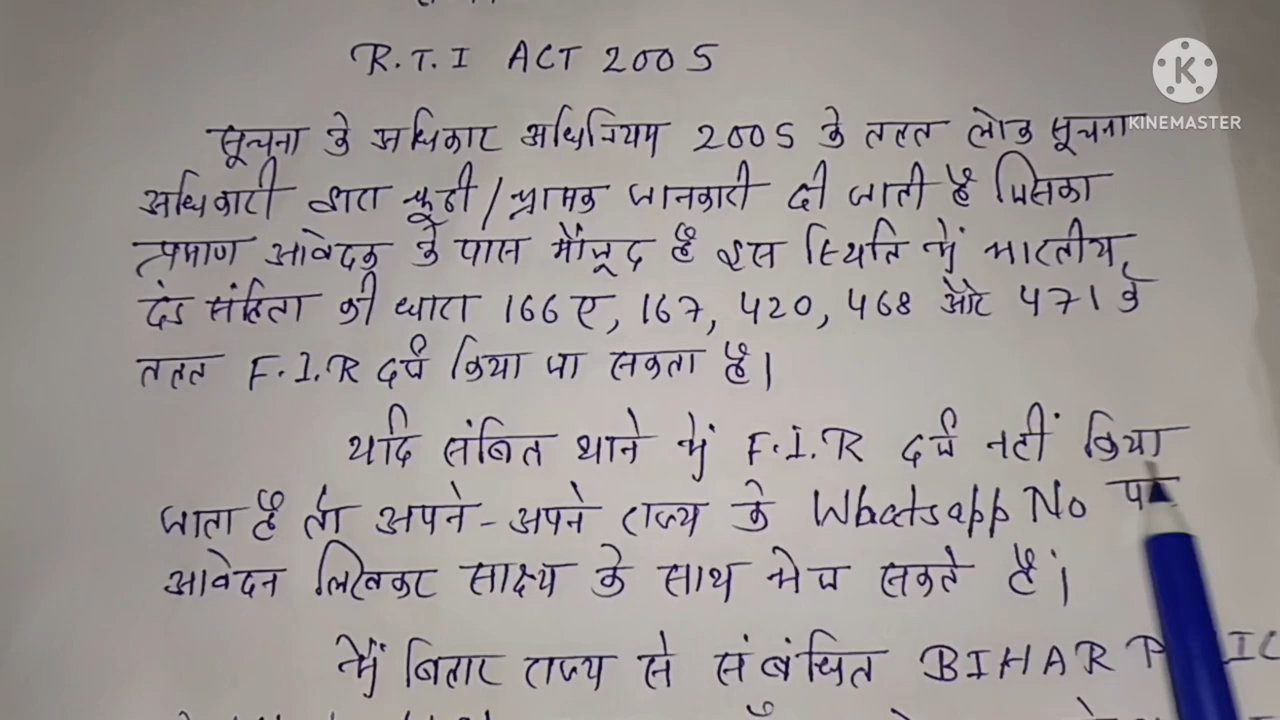 R.T.I ACT 2005
KINEMASTER
सूचना के अधिकार अधिनियम 2005 के तहत लोक सूचना
अधिकारी द्वारा झूठी / भ्रामक जानकारी दी जाती है जिसका
प्रमाण आवेदक के पास मौजूद है इस स्थिति में भारतीय
दंड संहिता की धारा 166ए, 167, 420, 468 और 471 के
तहत F.I.R दर्ज किया जा सकता है।
यदि संबित थाने में F.I.R दर्ज नहीं किया
जाता है तो अपने - अपने राज्य के Whatsapp No पर
आवेदन लिखकर साक्ष्य के साथ भेज सकते हैं।
में बिहार राज्य से संबंधित BIHAR